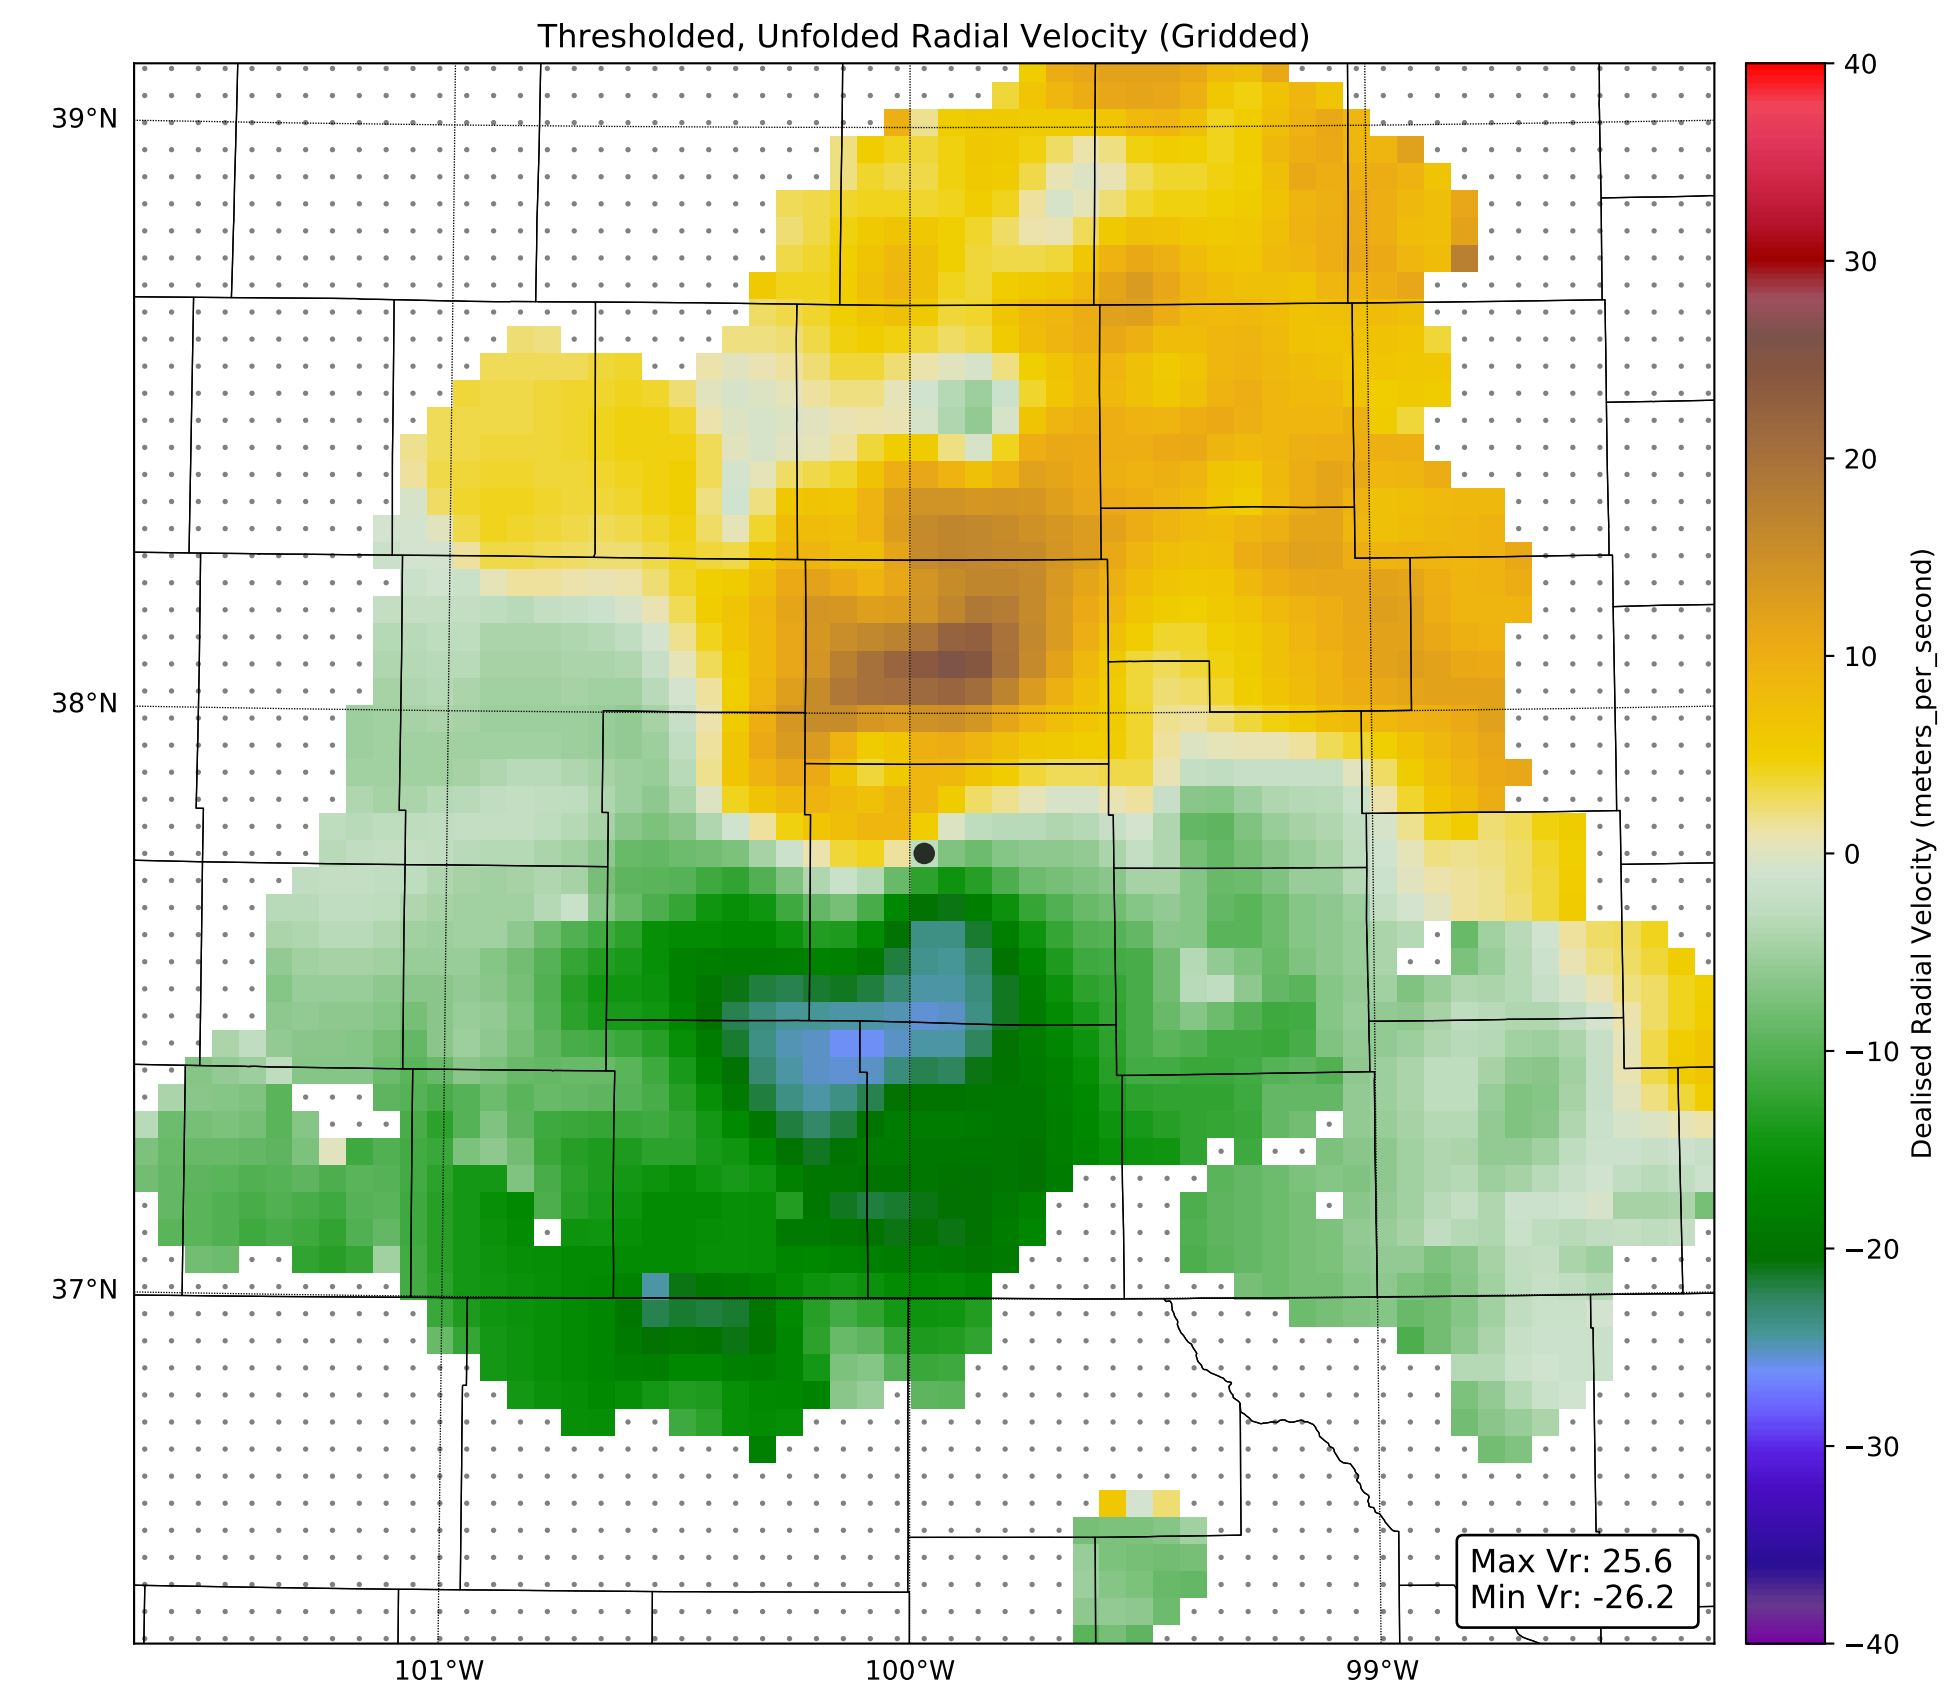 Thresholded, Unfolded Radial Velocity (Gridded)
39°N
38°N
37°N
101°W
100°W
99°W
Max Vr: 25.6
Min Vr: -26.2
40
30
20
10
0
−10
−20
−30
−40
Dealised Radial Velocity (meters_per_second)